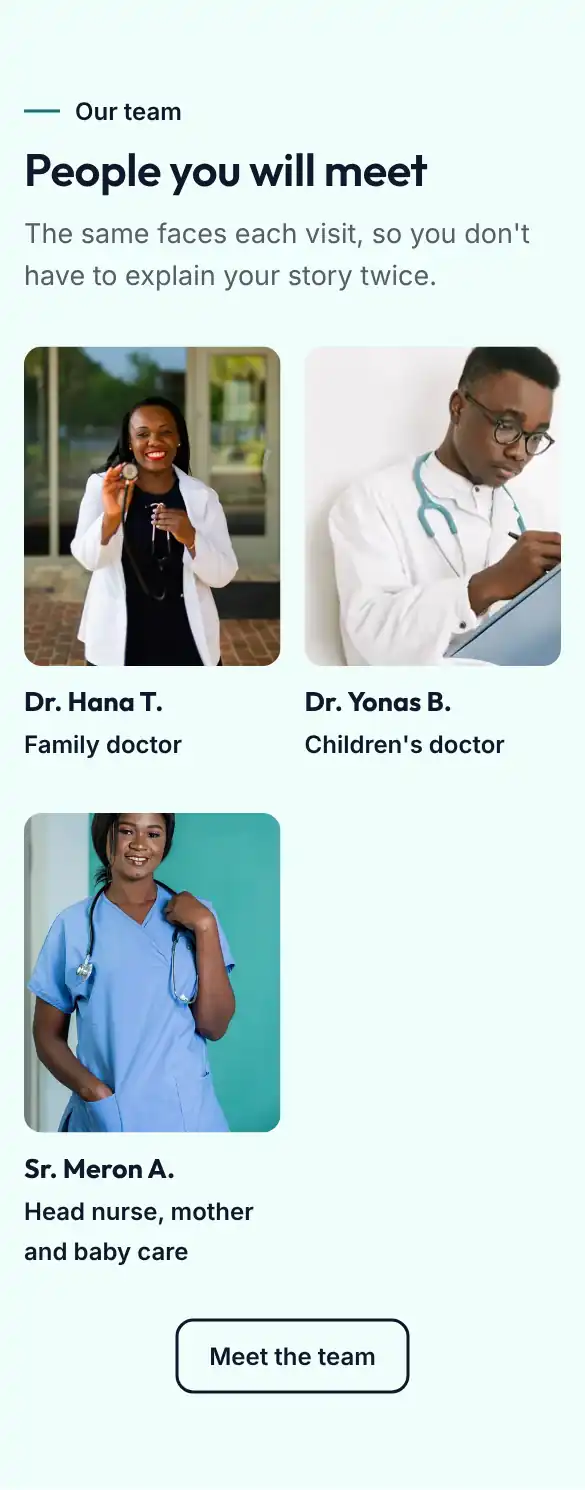 Our team
People you will meet
The same faces each visit, so you don't
have to explain your story twice.
Dr. Hana T.
Family doctor
Dr. Yonas B.
Children's doctor
Sr. Meron A.
Head nurse, mother
and baby care
Meet the team